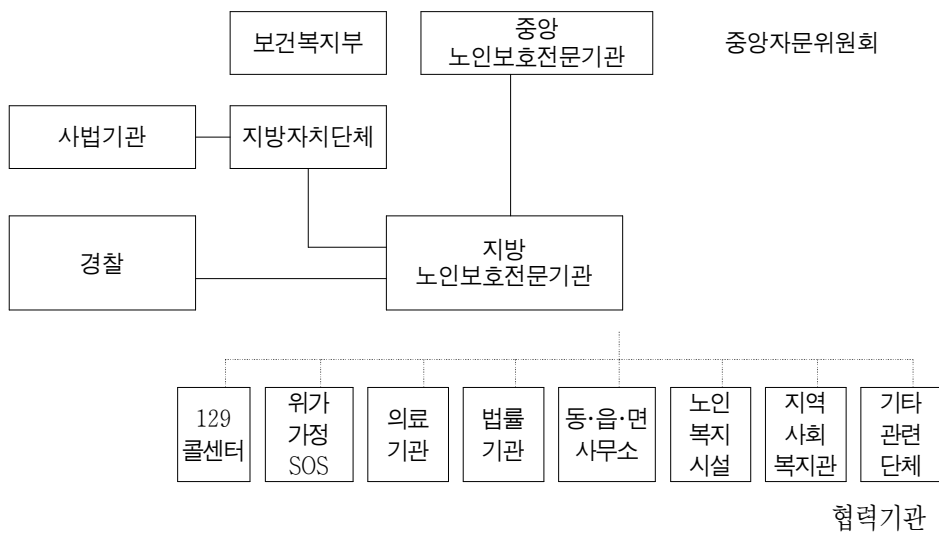 보건복지부
중앙
노인보호전문기관
중앙자문위원회
사법기관
지방자치단체
경찰
지방
노인보호전문기관
129
콜센터
위가
가정
SOS
의료
기관
법률
기관
동·읍·면
사무소
노인
복지
시설
지역
사회
복지관
기타
관련
단체
협력기관